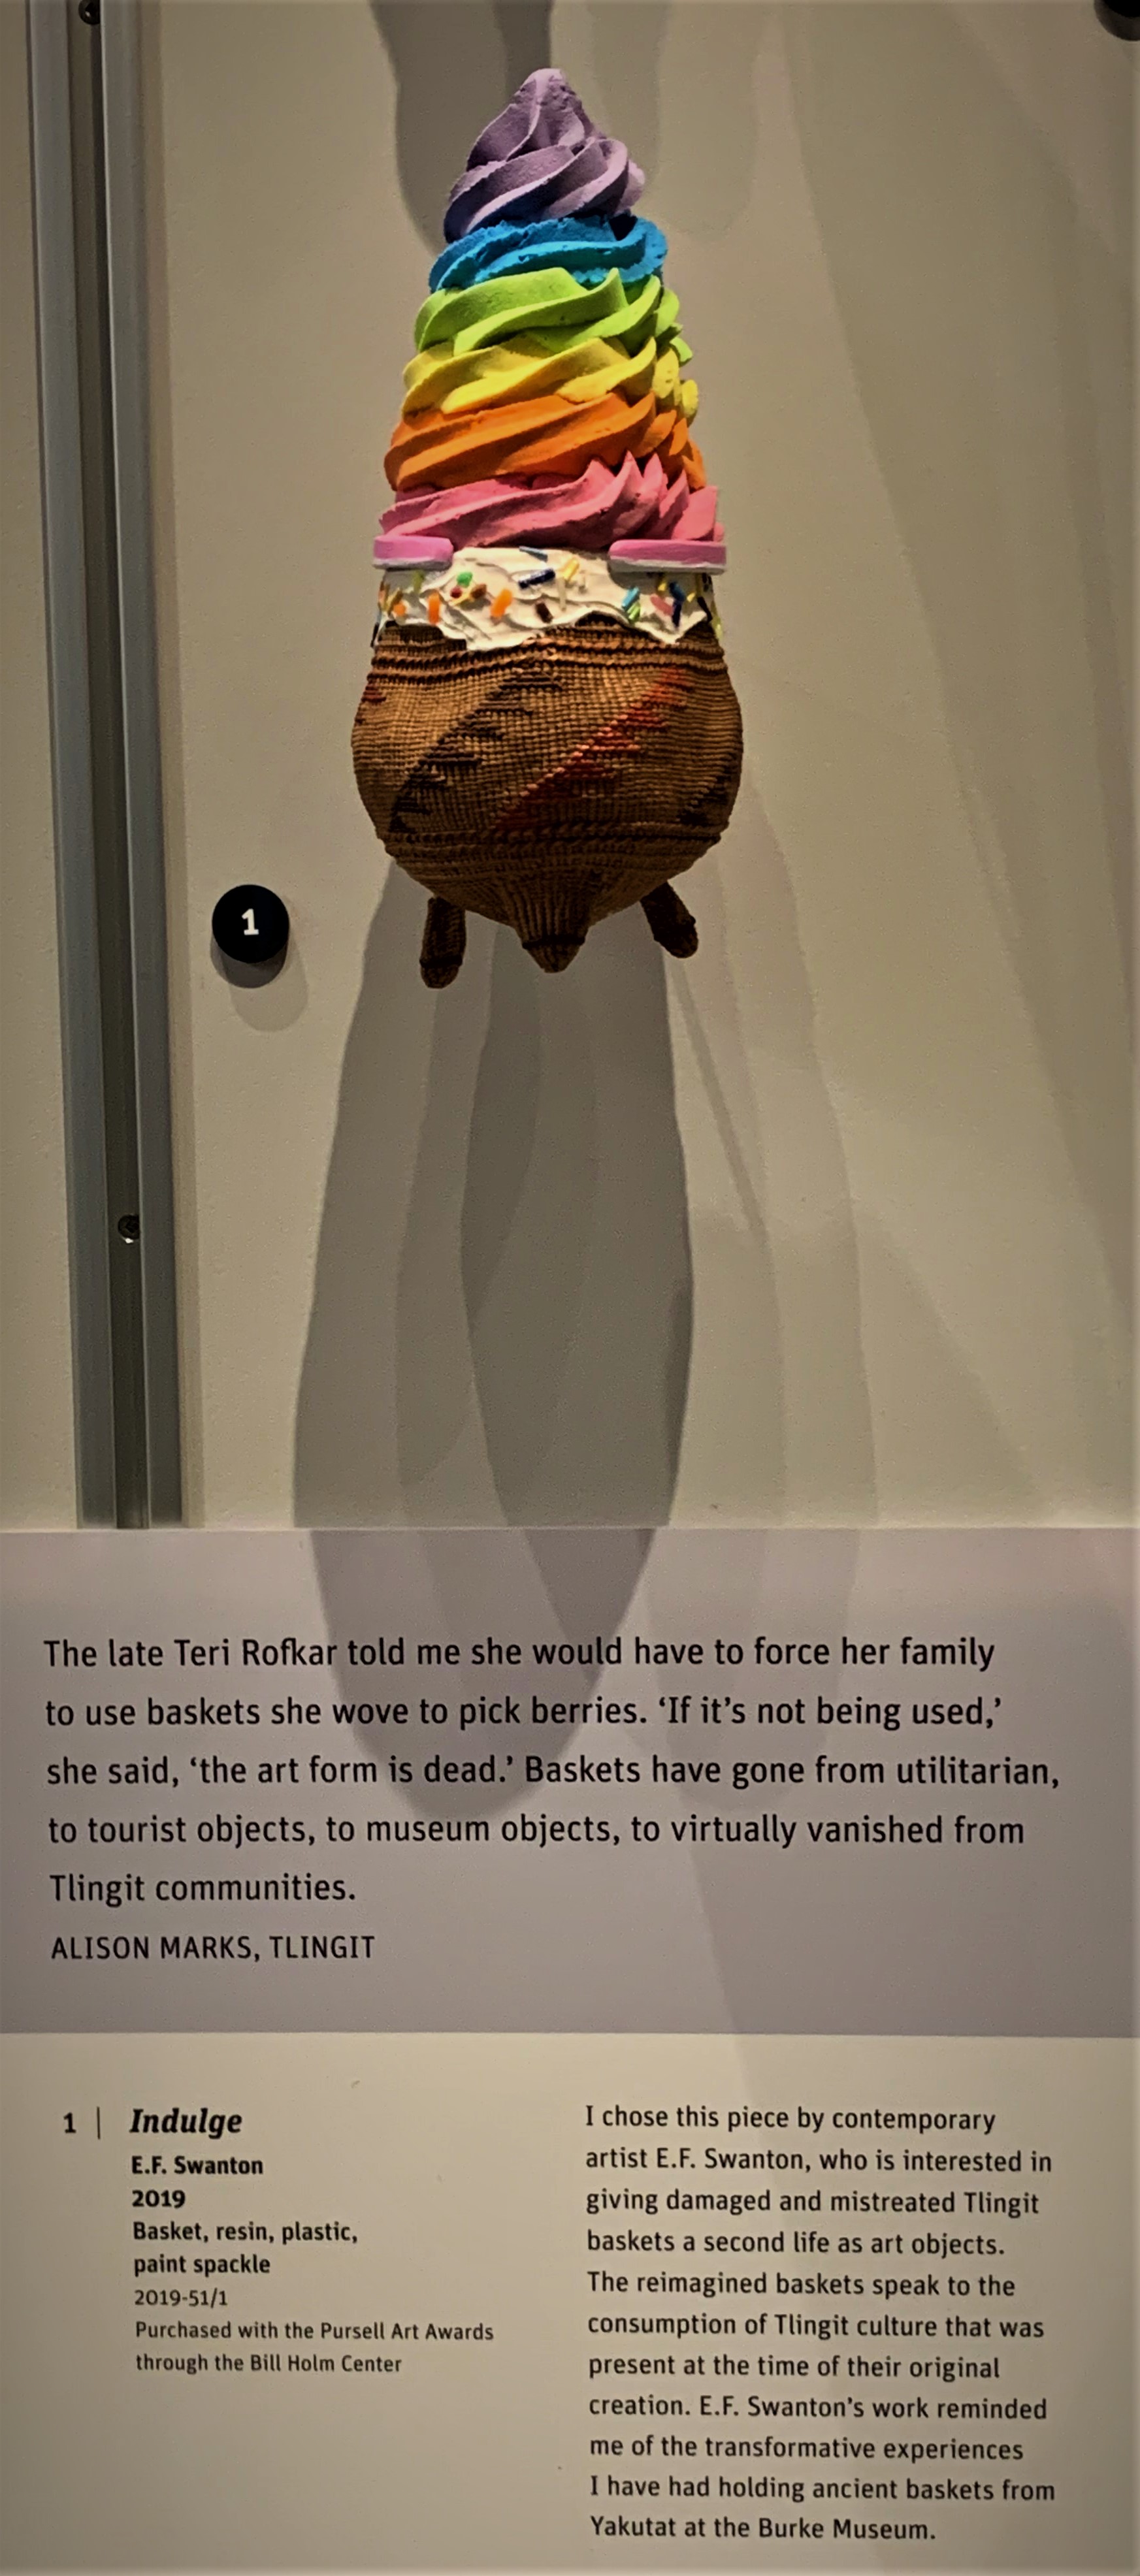 1
The late Teri Rofkar told me she would have to force her family
to use baskets she wove to pick berries. ‘If it’s not being used,’
she said, ‘the art form is dead.’ Baskets have gone from utilitarian,
to tourist objects, to museum objects, to virtually vanished from
Tlingit communities.
ALISON MARKS, TLINGIT
1 | Indulge
E.F. Swanton
2019
Basket, resin, plastic,
paint spackle
2019-51/1
Purchased with the Pursell Art Awards
through the Bill Holm Center
I chose this piece by contemporary
artist E.F. Swanton, who is interested in
giving damaged and mistreated Tlingit
baskets a second life as art objects.
The reimagined baskets speak to the
consumption of Tlingit culture that was
present at the time of their original
creation. E.F. Swanton’s work reminded
me of the transformative experiences
I have had holding ancient baskets from
Yakutat at the Burke Museum.